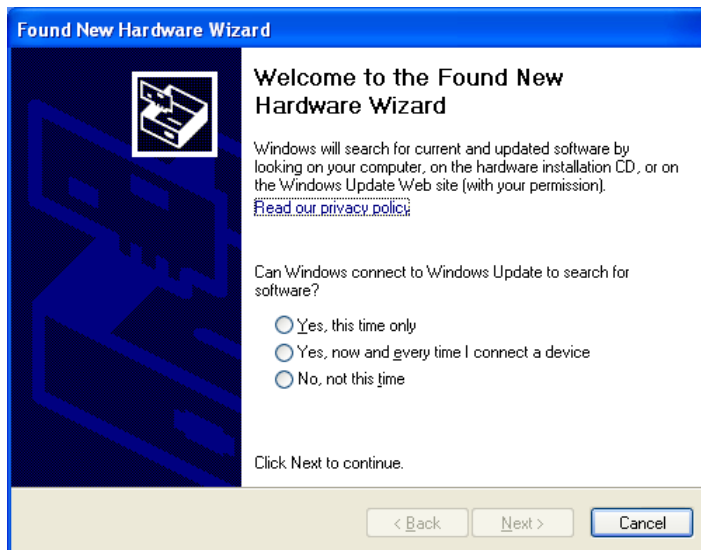 Found New Hardware Wizard
Welcome to the Found New
Hardware Wizard
Windows will search for current and updated software by
looking on your computer, on the hardware installation CD, or on
the Windows Update Web site (with your permission).
Read our privacy policy
Can Windows connect to Windows Update to search for
software?
Yes, this time only
Yes, now and every time I connect a device
No, not this time
Click Next to continue.
< Back
Next >
Cancel